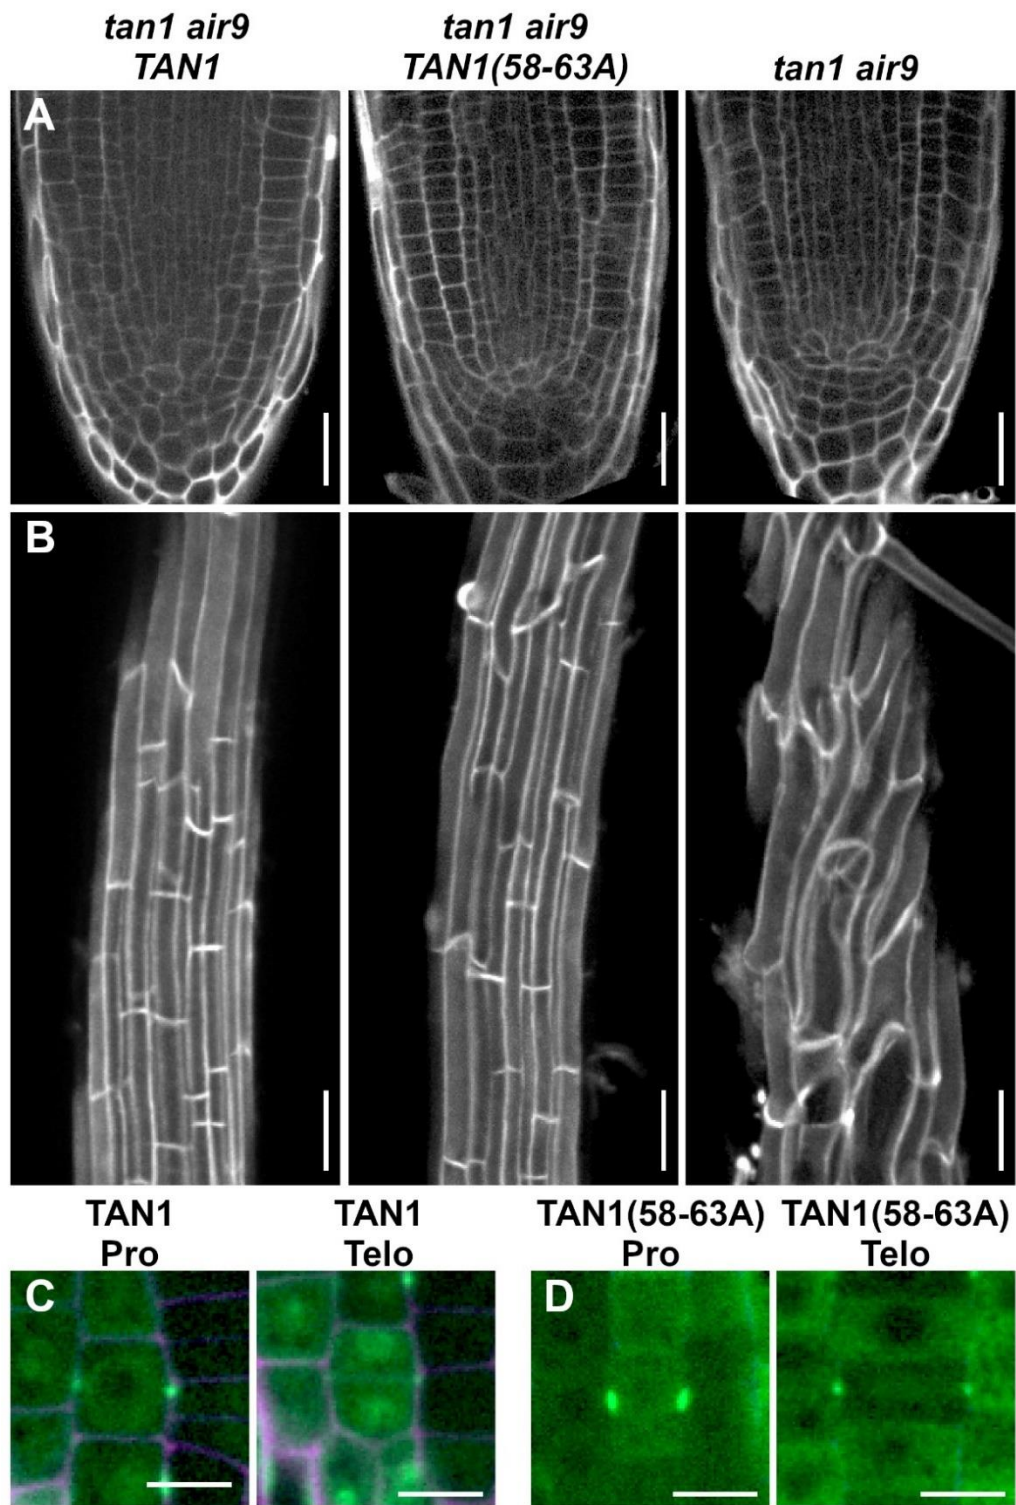 tan1 air9
TAN1
tan1 air9
TAN1(58-63A)
tan1 air9
A
B
TAN1
Pro
TAN1
Telo
TAN1(58-63A)
Pro
TAN1(58-63A)
Telo
C
D